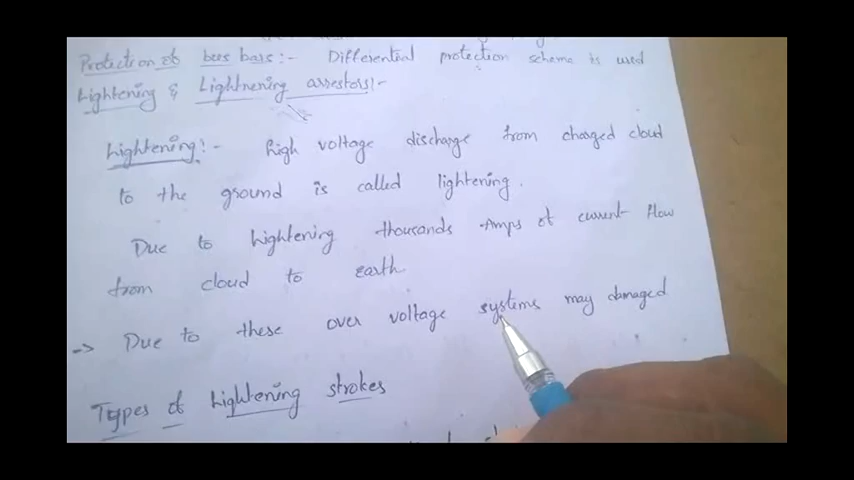 Protection of bus bars:- Differential protection scheme is used
Lightening & Lightnening arrestors:-
Lightening:- high voltage discharge from charged cloud
to the ground is called lightening.
Due to lightening thousands Amps of current flow
from cloud to earth
-> Due to these over voltage systems may damaged
Types of lightening strokes